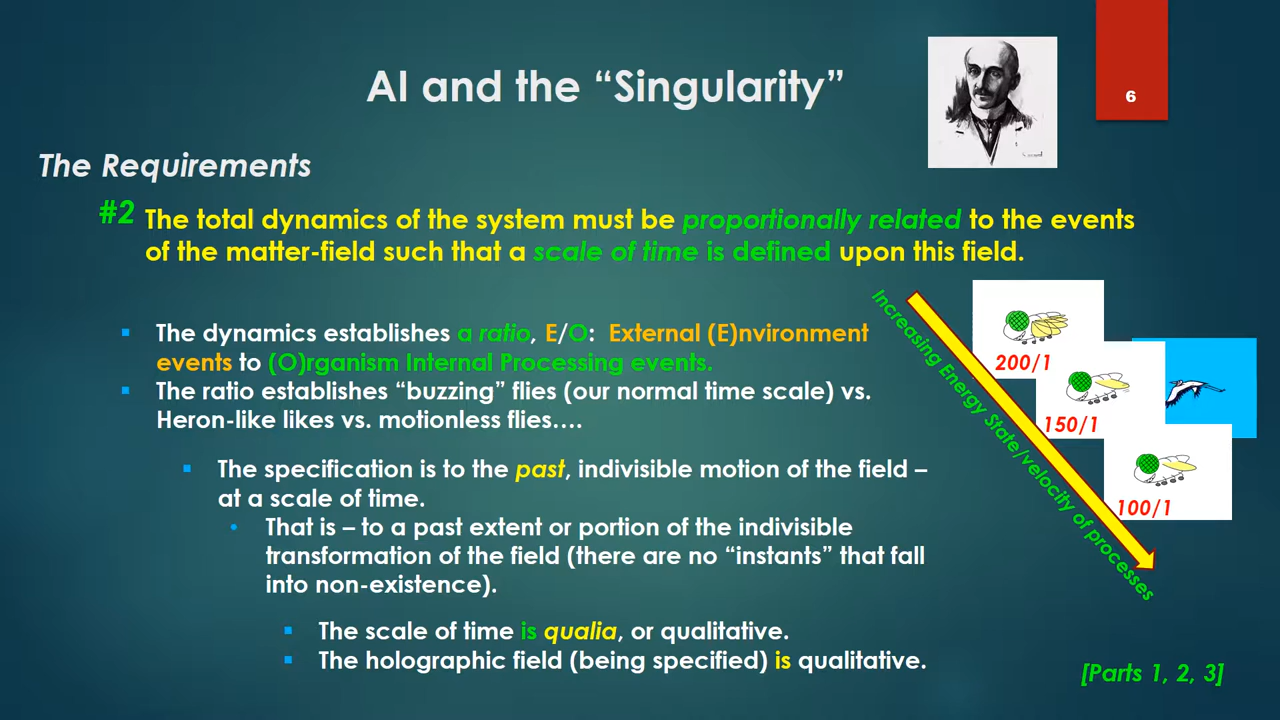 AI and the “Singularity”
6
The Requirements
#2
The total dynamics of the system must be proportionally related to the events
of the matter-field such that a scale of time is defined upon this field.
▪ The dynamics establishes a ratio, E/O: External (E)nvironment
events to (O)rganism Internal Processing events.
▪ The ratio establishes “buzzing” flies (our normal time scale) vs.
Heron-like likes vs. motionless flies….
▪ The specification is to the past, indivisible motion of the field –
at a scale of time.
• That is – to a past extent or portion of the indivisible
transformation of the field (there are no “instants” that fall
into non-existence).
▪ The scale of time is qualia, or qualitative.
▪ The holographic field (being specified) is qualitative.
Increasing Energy State/velocity of processes
200/1
150/1
100/1
[Parts 1, 2, 3]